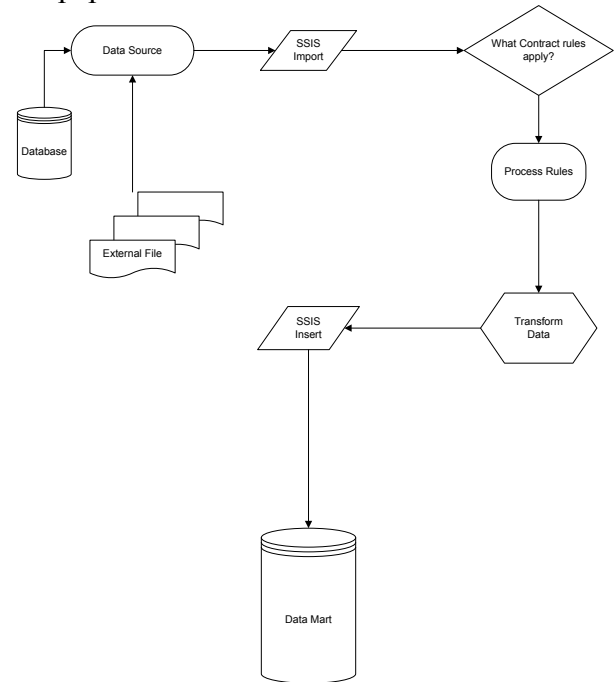 Data Source
SSIS
Import
What Contract rules
apply?
Database
Process Rules
External File
SSIS
Insert
Transform
Data
Data Mart